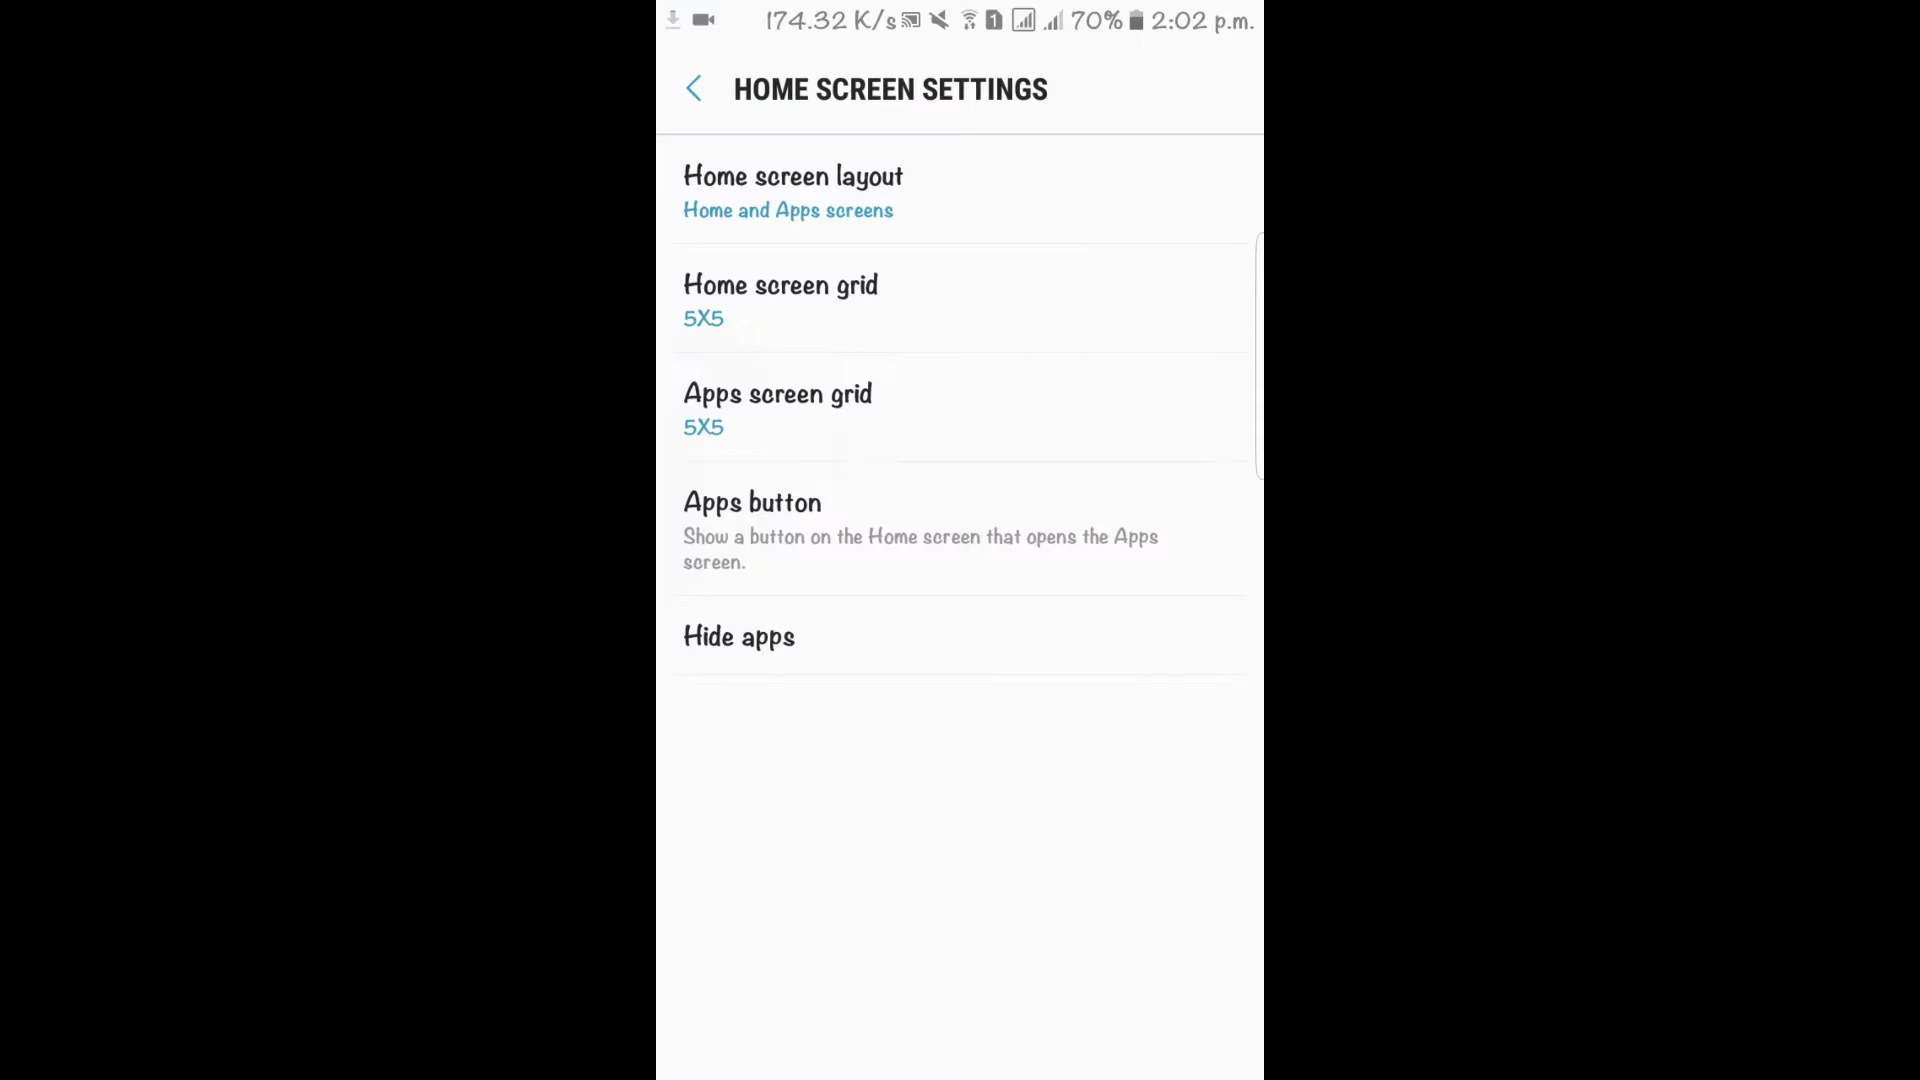 174.32 K/s 1 70% 2:02 p.m.
HOME SCREEN SETTINGS
Home screen layout
Home and Apps screens
Home screen grid
5X5
Apps screen grid
5X5
Apps button
Show a button on the Home screen that opens the Apps
screen.
Hide apps